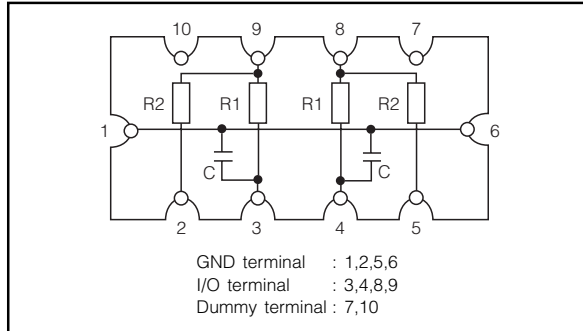 10 9 8 7
R2 R1 R1 R2
1 6
C C
2 3 4 5
GND terminal : 1,2,5,6
I/O terminal : 3,4,8,9
Dummy terminal : 7,10